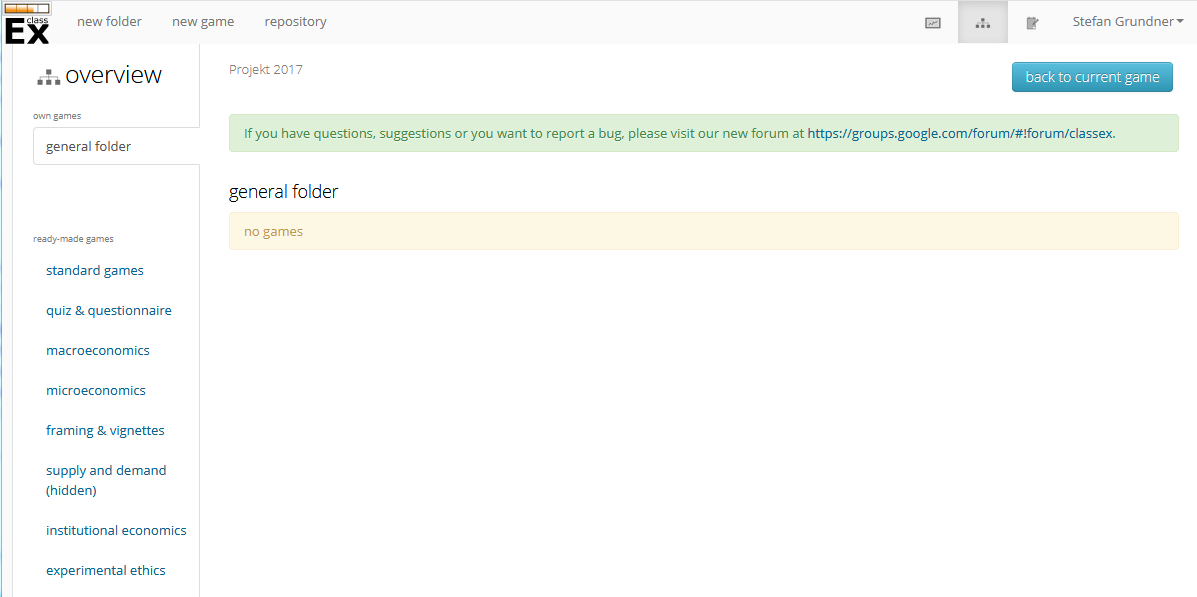 class
Ex
new folder
new game
repository
Stefan Grundner
overview
Projekt 2017
back to current game
own games
general folder
If you have questions, suggestions or you want to report a bug, please visit our new forum at https://groups.google.com/forum/#!forum/classex.
general folder
no games
ready-made games
standard games
quiz & questionnaire
macroeconomics
microeconomics
framing & vignettes
supply and demand
(hidden)
institutional economics
experimental ethics